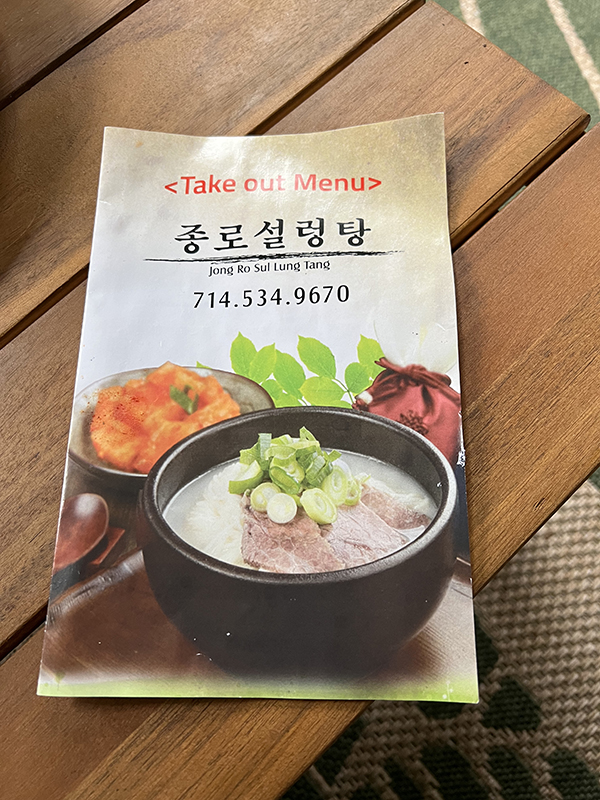 <Take out Menu>
종로설렁탕
Jong Ro Sul Lung Tang
714.534.9670